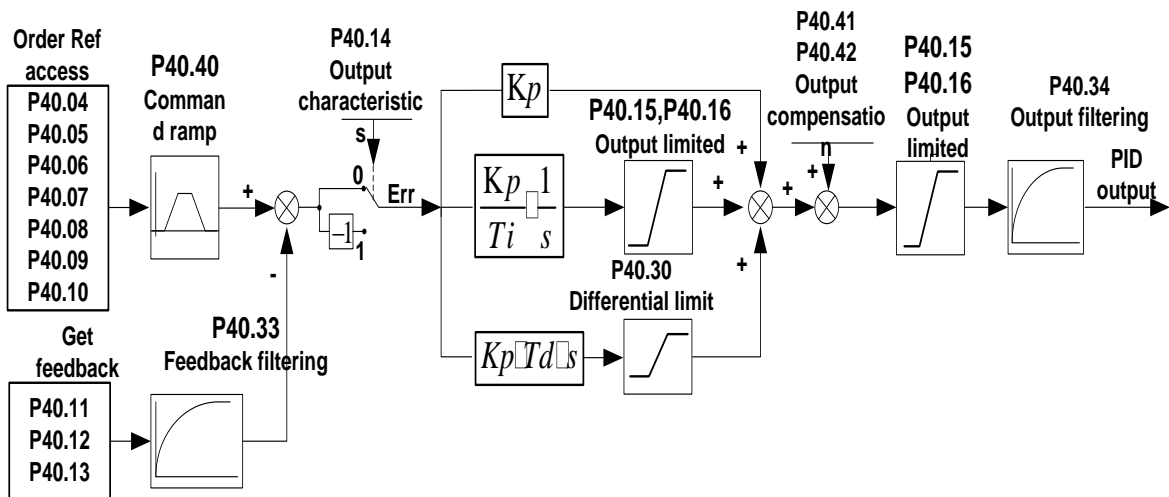 Order Ref
access
P40.04
P40.05
P40.06
P40.07
P40.08
P40.09
P40.10
P40.40
Comman
d ramp
+
-
Get
feedback
P40.11
P40.12
P40.13
P40.33
Feedback filtering
P40.14
Output
characteristic
s
0
-1
1
Err
Kp
Kp 1
Ti s
Kp□Td□s
P40.15,P40.16
Output limited
P40.30
Differential limit
+
+
+
+
P40.41
P40.42
Output
compensatio
n
+
P40.15
P40.16
Output
limited
P40.34
Output filtering
PID
output